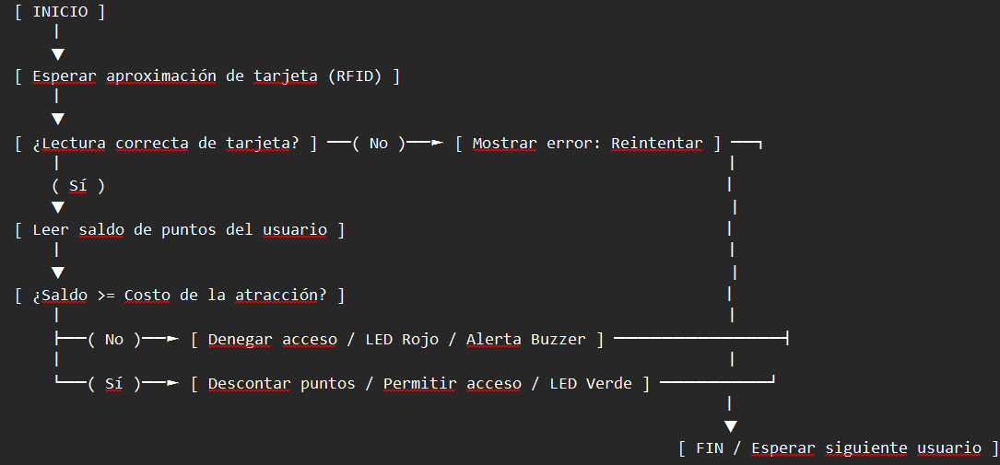 [ INICIO ]
[ Esperar aproximación de tarjeta (RFID) ]
[ ¿Lectura correcta de tarjeta? ] ──( No )──► [ Mostrar error: Reintentar ] ──┐
( Sí )
[ Leer saldo de puntos del usuario ]
[ ¿Saldo >= Costo de la atracción? ]
├──( No )──► [ Denegar acceso / LED Rojo / Alerta Buzzer ] ──────────────────┤
└──( Sí )──► [ Descontar puntos / Permitir acceso / LED Verde ] ────────────┘
[ FIN / Esperar siguiente usuario ]